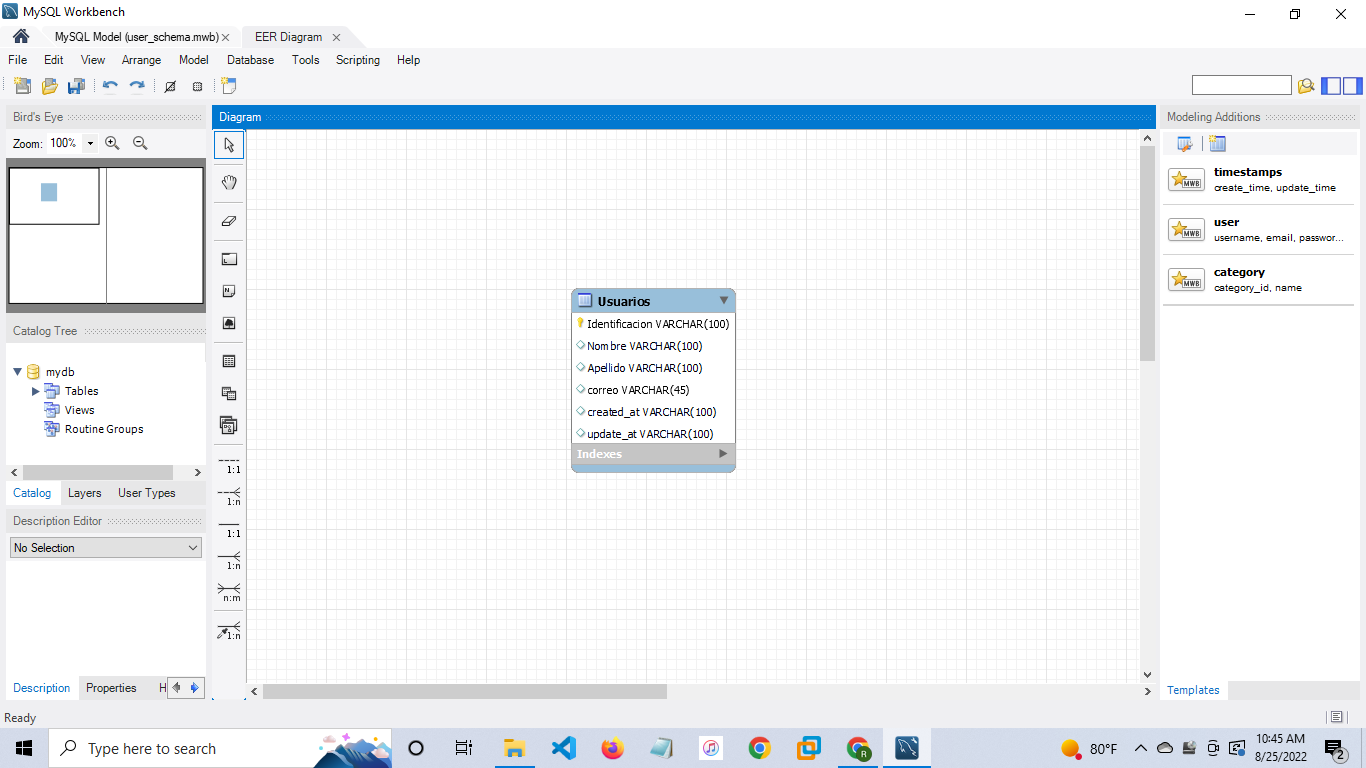 MySQL Workbench
MySQL Model (user_schema.mwb)
EER Diagram
File Edit View Arrange Model Database Tools Scripting Help
Bird's Eye
Zoom: 100%
Catalog Tree
mydb
Tables
Views
Routine Groups
Catalog Layers User Types
Description Editor
No Selection
Description Properties H
Diagram
1:1
1:n
1:1
1:n
n:m
1:n
Usuarios
Identificacion VARCHAR(100)
Nombre VARCHAR(100)
Apellido VARCHAR(100)
correo VARCHAR(45)
created_at VARCHAR(100)
update_at VARCHAR(100)
Indexes
Modeling Additions
MWB
timestamps
create_time, update_time
MWB
user
username, email, passwor...
MWB
category
category_id, name
Templates
Ready
Type here to search
R
80°F
10:45 AM
8/25/2022
2